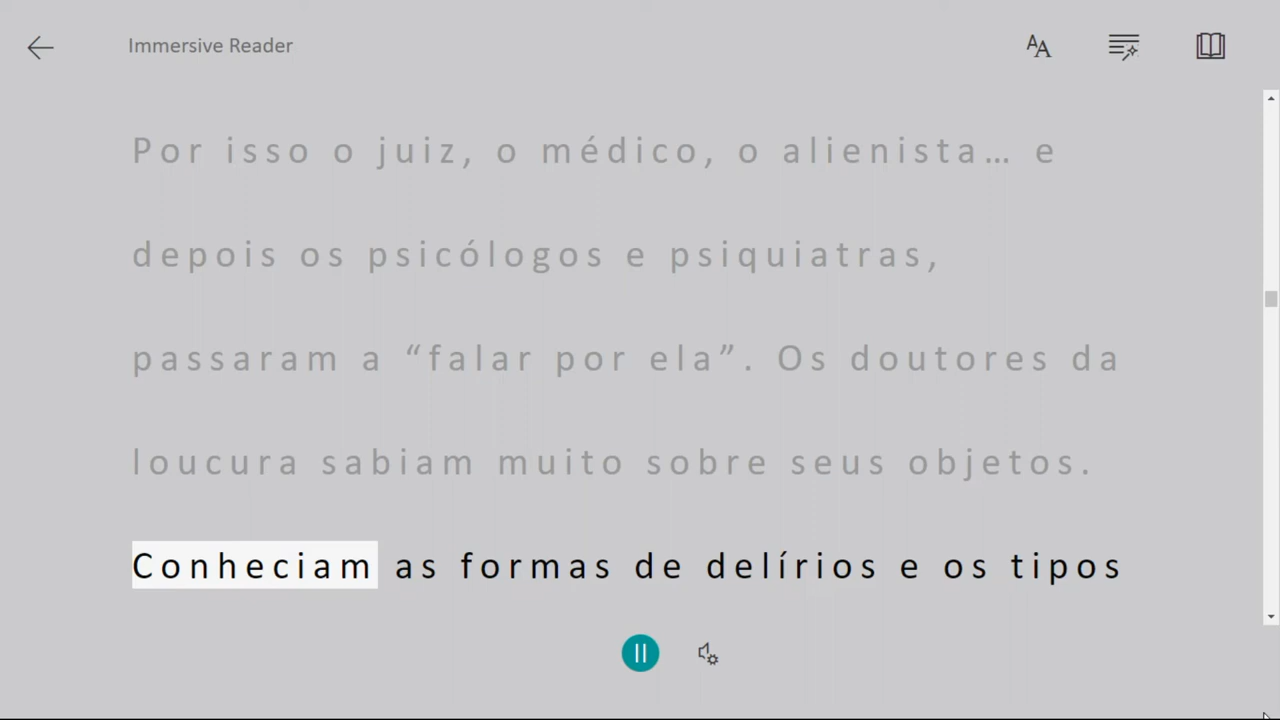 Immersive Reader
Por isso o juiz, o médico, o alienista… e
depois os psicólogos e psiquiatras,
passaram a “falar por ela”. Os doutores da
loucura sabiam muito sobre seus objetos.
Conheciam as formas de delírios e os tipos